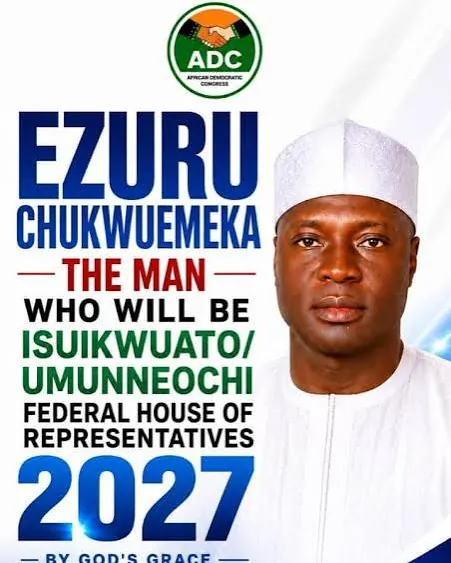 ADC
AFRICAN DEMOCRATIC
CONGRESS
EZURU
CHUKWUEMEKA
— THE MAN —
WHO WILL BE
ISUIKWUATO/
UMUNNEOCHI
FEDERAL HOUSE OF
REPRESENTATIVES
2027
— BY GOD'S GRACE —